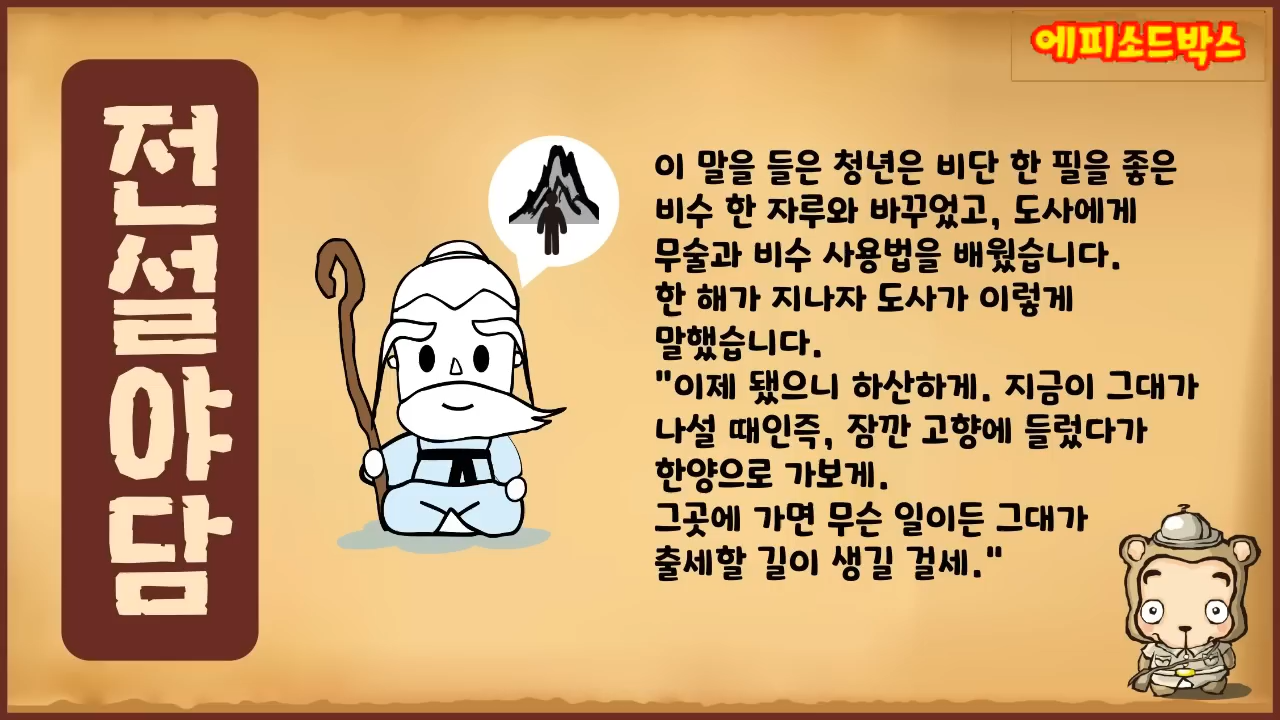 에피소드박스
전설야담
이 말을 들은 청년은 비단 한 필을 좋은
비수 한 자루와 바꾸었고, 도사에게
무술과 비수 사용법을 배웠습니다.
한 해가 지나자 도사가 이렇게
말했습니다.
"이제 됐으니 하산하게. 지금이 그대가
나설 때인즉, 잠깐 고향에 들렀다가
한양으로 가보게.
그곳에 가면 무슨 일이든 그대가
출세할 길이 생길 걸세."